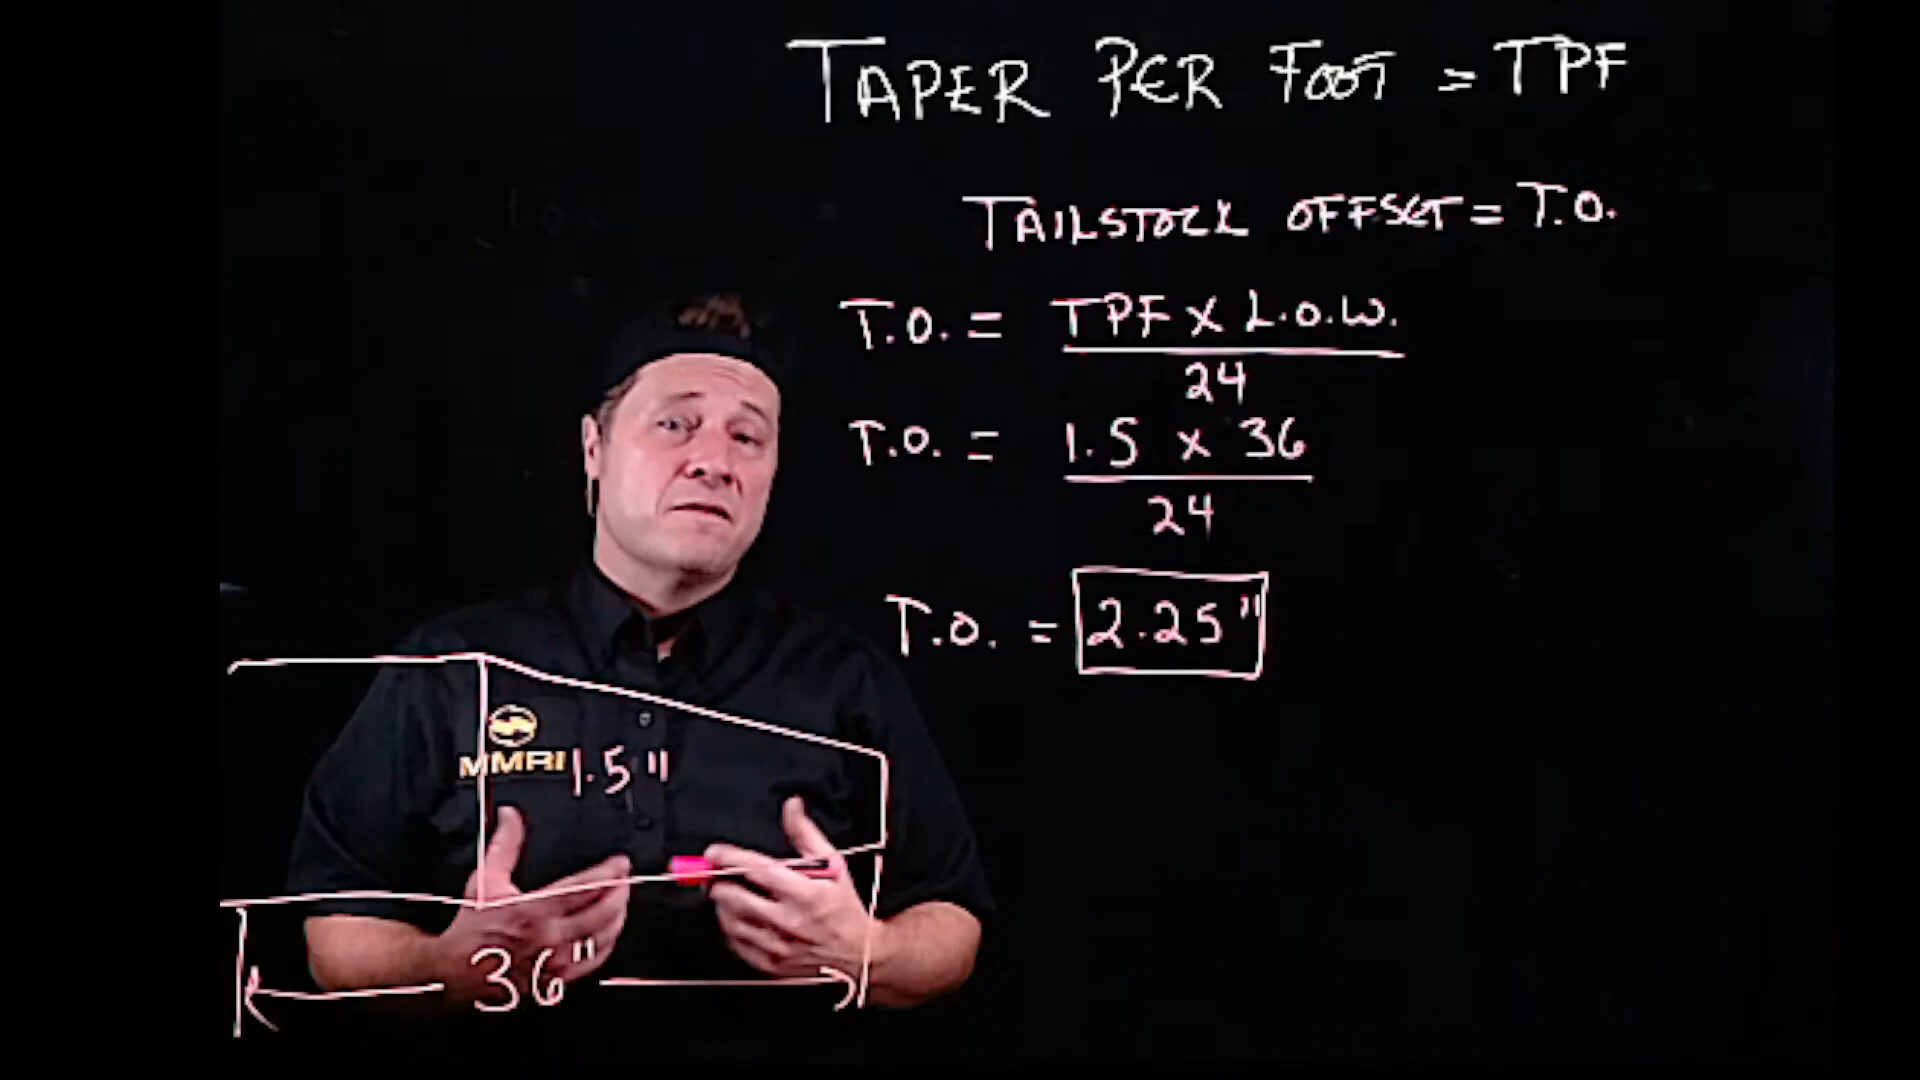 TAPER PER FOOT = TPF
TAILSTOCK OFFSET = T.O.
T.O. = TPF x L.O.W.
24
T.O. = 1.5 x 36
24
T.O. = 2.25"
MMRI
1.5"
36"